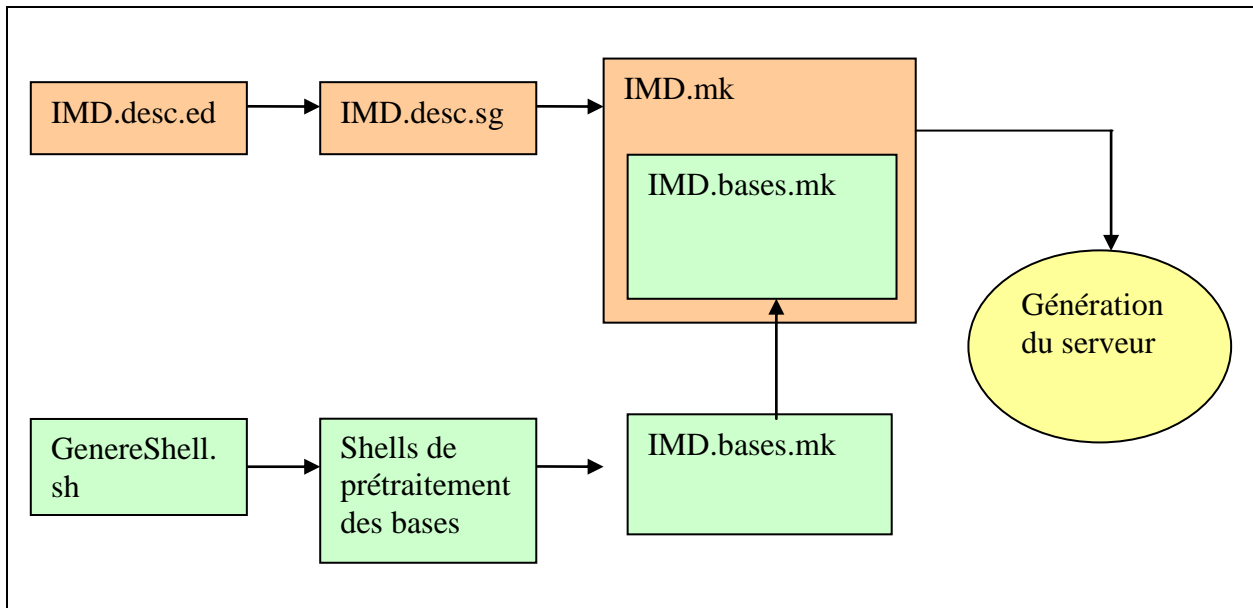 IMD.desc.ed
IMD.desc.sg
IMD.mk
IMD.bases.mk
Génération
du serveur
GenereShell.
sh
Shells de
prétraitement
des bases
IMD.bases.mk